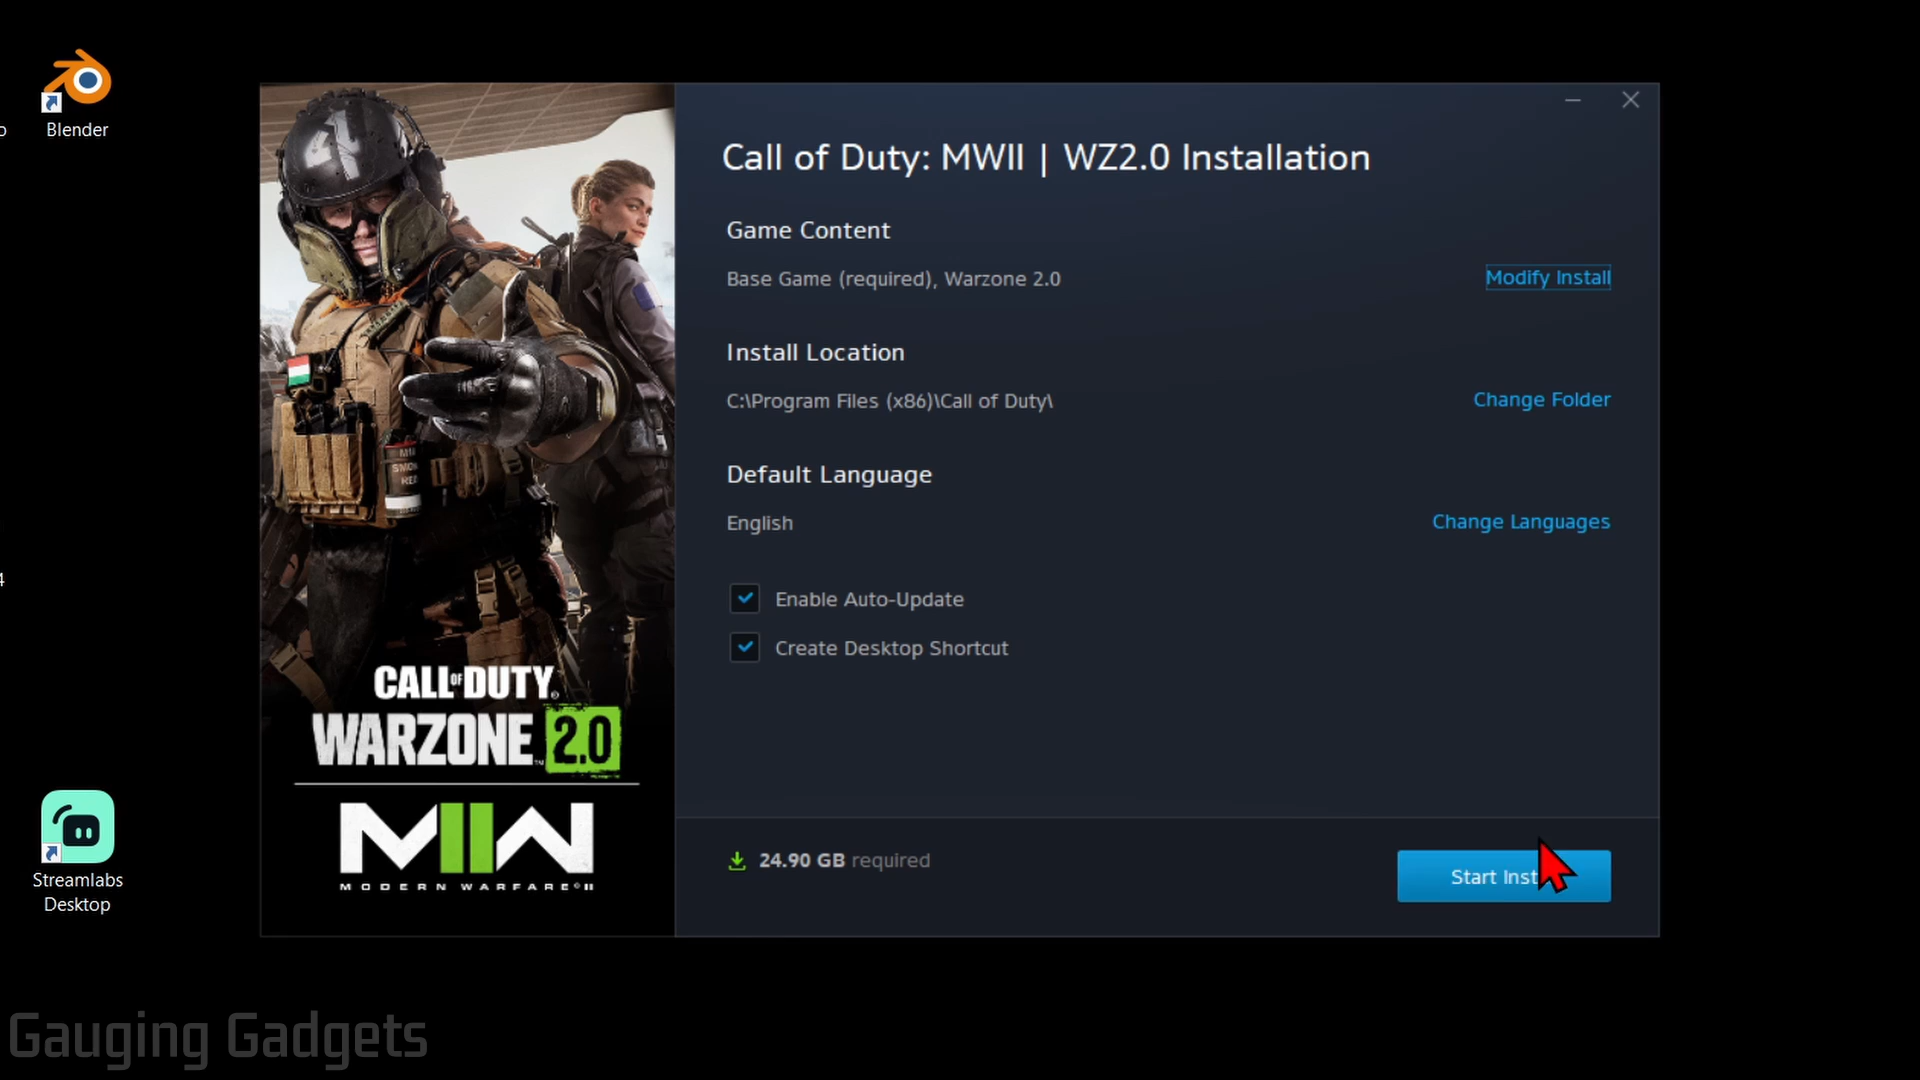 Blender
Call of Duty: MWII | WZ2.0 Installation
Game Content
Base Game (required), Warzone 2.0
Modify Install
Install Location
C:\Program Files (x86)\Call of Duty\
Change Folder
Default Language
English
Change Languages
Enable Auto-Update
Create Desktop Shortcut
24.90 GB required
Start Inst
CALL OF DUTY
WARZONE 2.0
MWII
MODERN WARFARE II
Streamlabs
Desktop
Gauging Gadgets